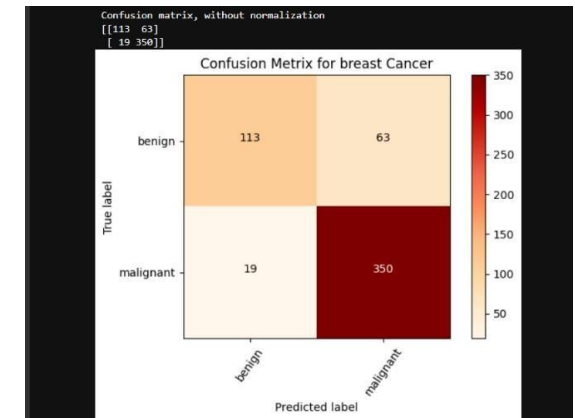 Confusion matrix, without normalization
[[113 63]
[ 19 350]]
Confusion Metrix for breast Cancer
350
300
250
200
150
100
50
True label
benign
113
63
malignant
19
350
benign
malignant
Predicted label